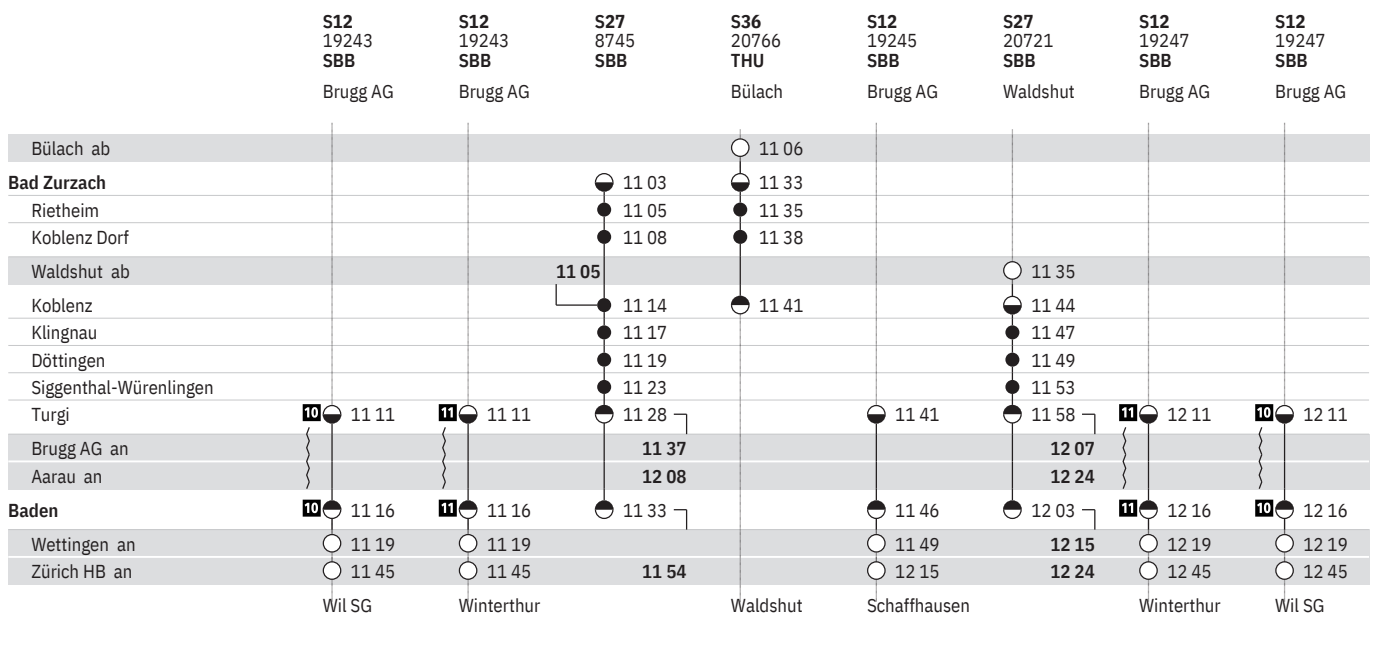 S12 S12 S27 S36 S12 S27 S12 S12
19243 19243 8745 20766 19245 20721 19247 19247
SBB SBB SBB THU SBB SBB SBB SBB
Brugg AG Brugg AG Bülach Brugg AG Waldshut Brugg AG Brugg AG
Bülach ab 11 06
Bad Zurzach 11 03 11 33
Rietheim 11 05 11 35
Koblenz Dorf 11 08 11 38
Waldshut ab 11 05 11 35
Koblenz 11 14 11 41 11 44
Klingnau 11 17 11 47
Döttingen 11 19 11 49
Siggenthal-Würenlingen 11 23 11 53
Turgi 10 11 11 11 11 11 11 28 11 41 11 58 11 12 11 10 12 11
Brugg AG an 11 37 12 07
Aarau an 12 08 12 24
Baden 10 11 16 11 11 16 11 33 11 46 12 03 11 12 16 10 12 16
Wettingen an 11 19 11 19 11 49 12 15 12 19 12 19
Zürich HB an 11 45 11 45 11 54 12 15 12 24 12 45 12 45
Wil SG Winterthur Waldshut Schaffhausen Winterthur Wil SG